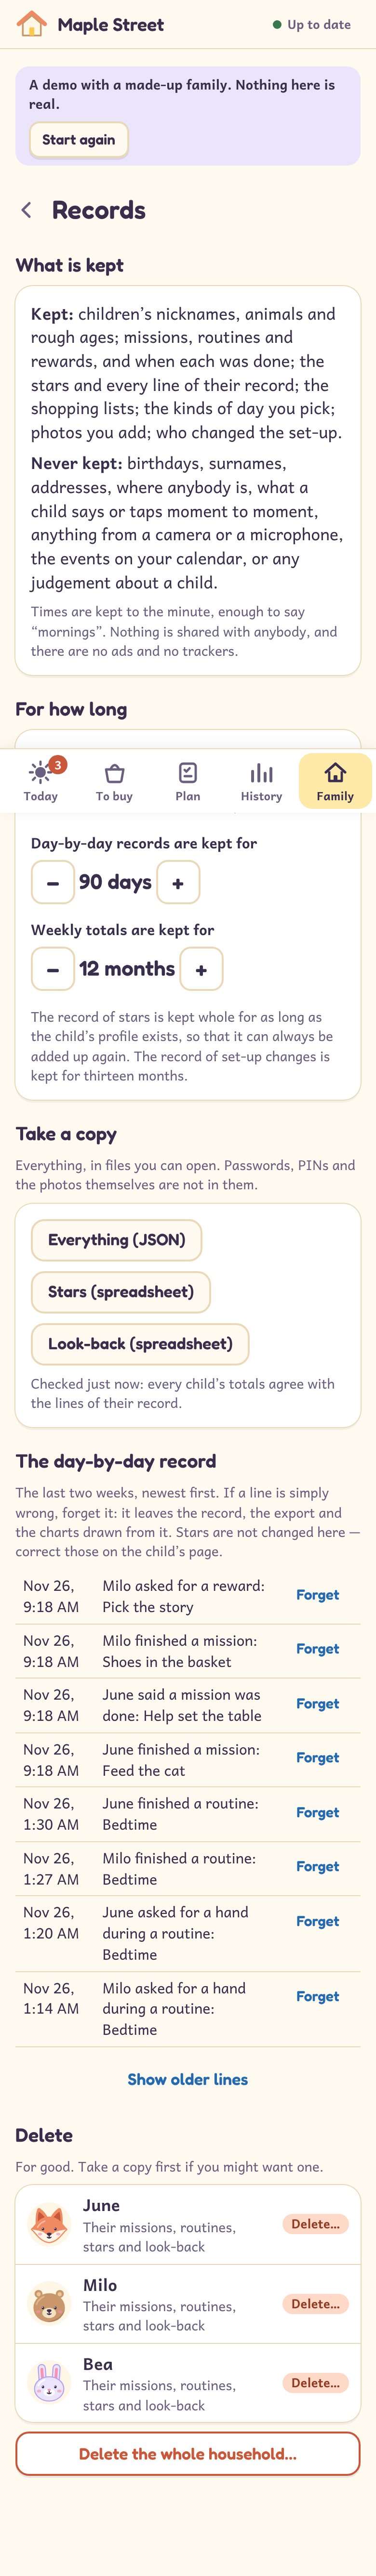 Maple Street
Up to date
A demo with a made-up family. Nothing here is
real.
Start again
Records
What is kept
Kept: children's nicknames, animals and
rough ages; missions, routines and
rewards, and when each was done; the
stars and every line of their record; the
shopping lists; the kinds of day you pick;
photos you add; who changed the set-up.
Never kept: birthdays, surnames,
addresses, where anybody is, what a
child says or taps moment to moment,
anything from a camera or a microphone,
the events on your calendar, or any
judgement about a child.
Times are kept to the minute, enough to say
“mornings”. Nothing is shared with anybody, and
there are no ads and no trackers.
For how long
3
Today
To buy
Plan
History
Family
Day-by-day records are kept for
– 90 days +
Weekly totals are kept for
– 12 months +
The record of stars is kept whole for as long as
the child's profile exists, so that it can always be
added up again. The record of set-up changes is
kept for thirteen months.
Take a copy
Everything, in files you can open. Passwords, PINs and
the photos themselves are not in them.
Everything (JSON)
Stars (spreadsheet)
Look-back (spreadsheet)
Checked just now: every child's totals agree with
the lines of their record.
The day-by-day record
The last two weeks, newest first. If a line is simply
wrong, forget it: it leaves the record, the export and
the charts drawn from it. Stars are not changed here —
correct those on the child's page.
Nov 26,
9:18 AM
Milo asked for a reward:
Pick the story
Forget
Nov 26,
9:18 AM
Milo finished a mission:
Shoes in the basket
Forget
Nov 26,
9:18 AM
June said a mission was
done: Help set the table
Forget
Nov 26,
9:18 AM
June finished a mission:
Feed the cat
Forget
Nov 26,
1:30 AM
June finished a routine:
Bedtime
Forget
Nov 26,
1:27 AM
Milo finished a routine:
Bedtime
Forget
Nov 26,
1:20 AM
June asked for a hand
during a routine:
Bedtime
Forget
Nov 26,
1:14 AM
Milo asked for a hand
during a routine:
Bedtime
Forget
Show older lines
Delete
For good. Take a copy first if you might want one.
June
Their missions, routines,
stars and look-back
Delete…
Milo
Their missions, routines,
stars and look-back
Delete…
Bea
Their missions, routines,
stars and look-back
Delete…
Delete the whole household…